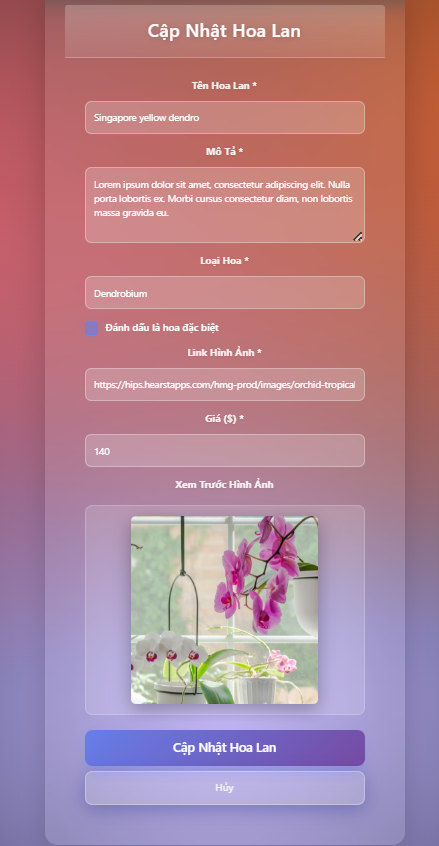 Cập Nhật Hoa Lan
Tên Hoa Lan *
Singapore yellow dendro
Mô Tả *
Lorem ipsum dolor sit amet, consectetur adipiscing elit. Nulla
porta lobortis ex. Morbi cursus consectetur diam, non lobortis
massa gravida eu.
Loại Hoa *
Dendrobium
Đánh dấu là hoa đặc biệt
Link Hình Ảnh *
https://hips.hearstapps.com/hmg-prod/images/orchid-tropical
Giá ($) *
140
Xem Trước Hình Ảnh
Cập Nhật Hoa Lan
Hủy